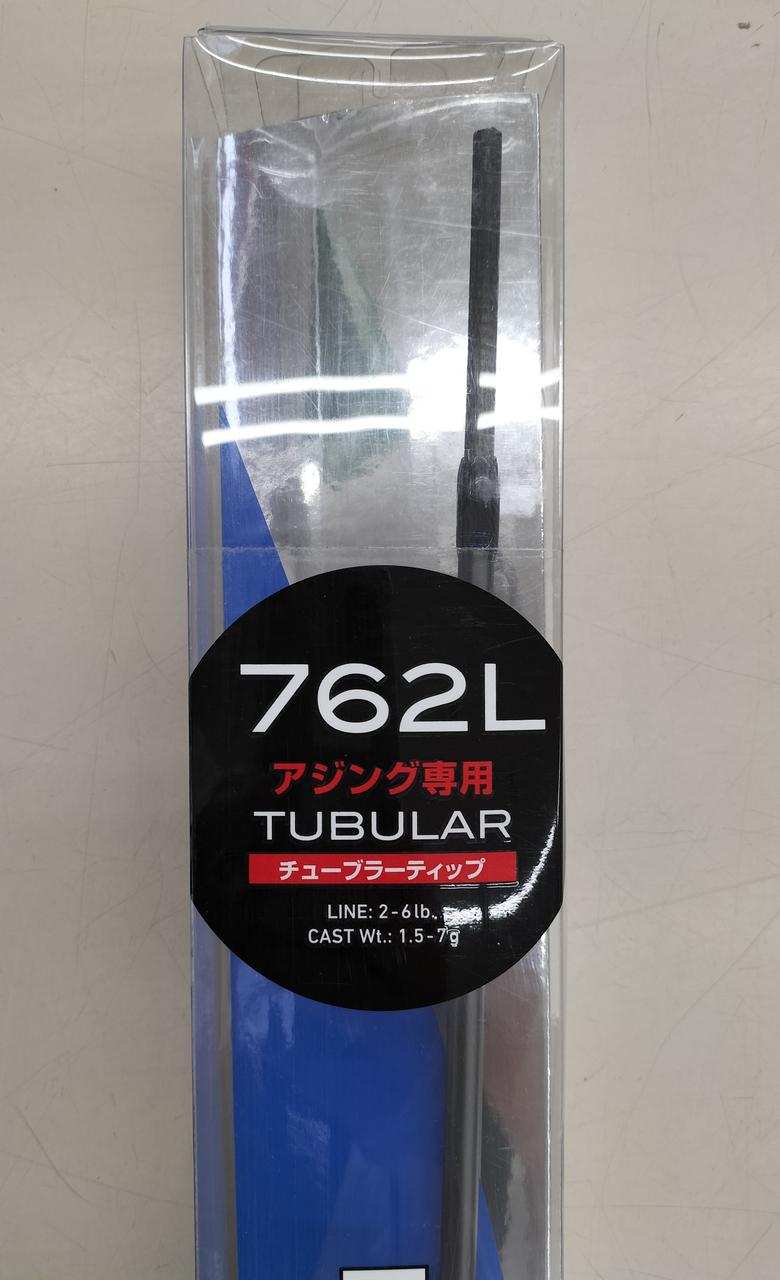 762L
アジング専用
TUBULAR
チューブラーティップ
LINE: 2-6lb.
CAST Wt.: 1.5-7g